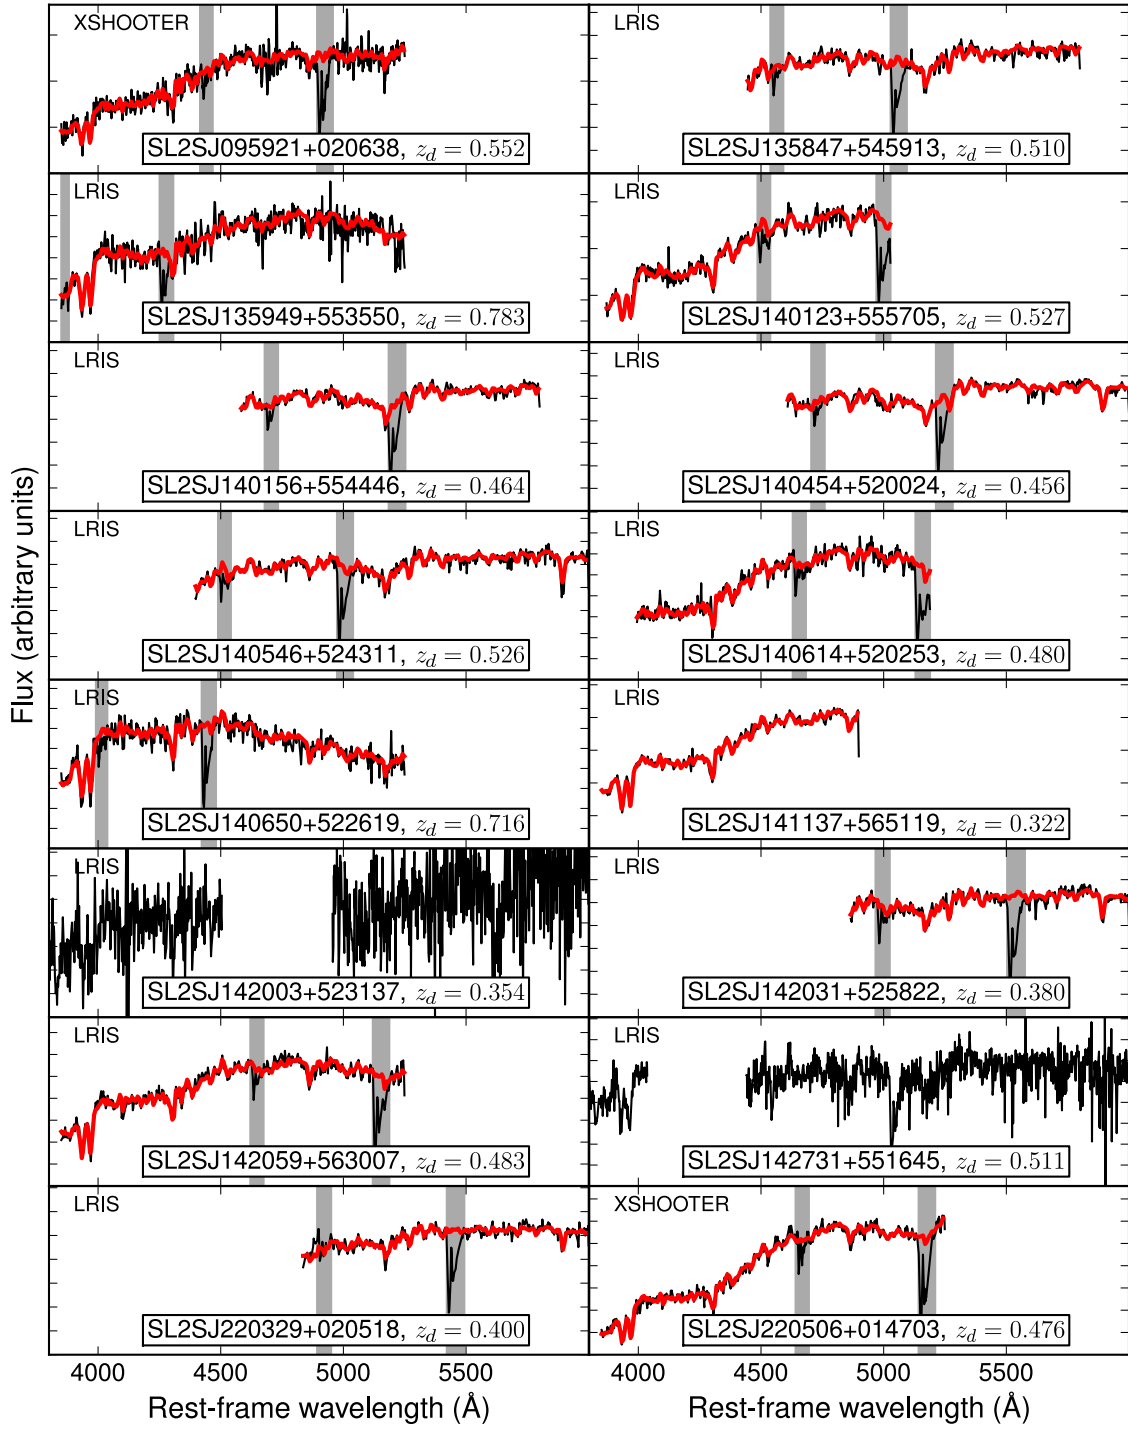 XSHOOTER
SL2SJ095921+020638, z_d = 0.552
LRIS
SL2SJ135847+545913, z_d = 0.510
LRIS
SL2SJ135949+553550, z_d = 0.783
LRIS
SL2SJ140123+555705, z_d = 0.527
LRIS
SL2SJ140156+554446, z_d = 0.464
LRIS
SL2SJ140454+520024, z_d = 0.456
LRIS
SL2SJ140546+524311, z_d = 0.526
LRIS
SL2SJ140614+520253, z_d = 0.480
LRIS
SL2SJ140650+522619, z_d = 0.716
LRIS
SL2SJ141137+565119, z_d = 0.322
LRIS
SL2SJ142003+523137, z_d = 0.354
LRIS
SL2SJ142031+525822, z_d = 0.380
LRIS
SL2SJ142059+563007, z_d = 0.483
LRIS
SL2SJ142731+551645, z_d = 0.511
LRIS
SL2SJ220329+020518, z_d = 0.400
XSHOOTER
SL2SJ220506+014703, z_d = 0.476
Flux (arbitrary units)
4000 4500 5000 5500
4000 4500 5000 5500
Rest-frame wavelength (Å)
Rest-frame wavelength (Å)